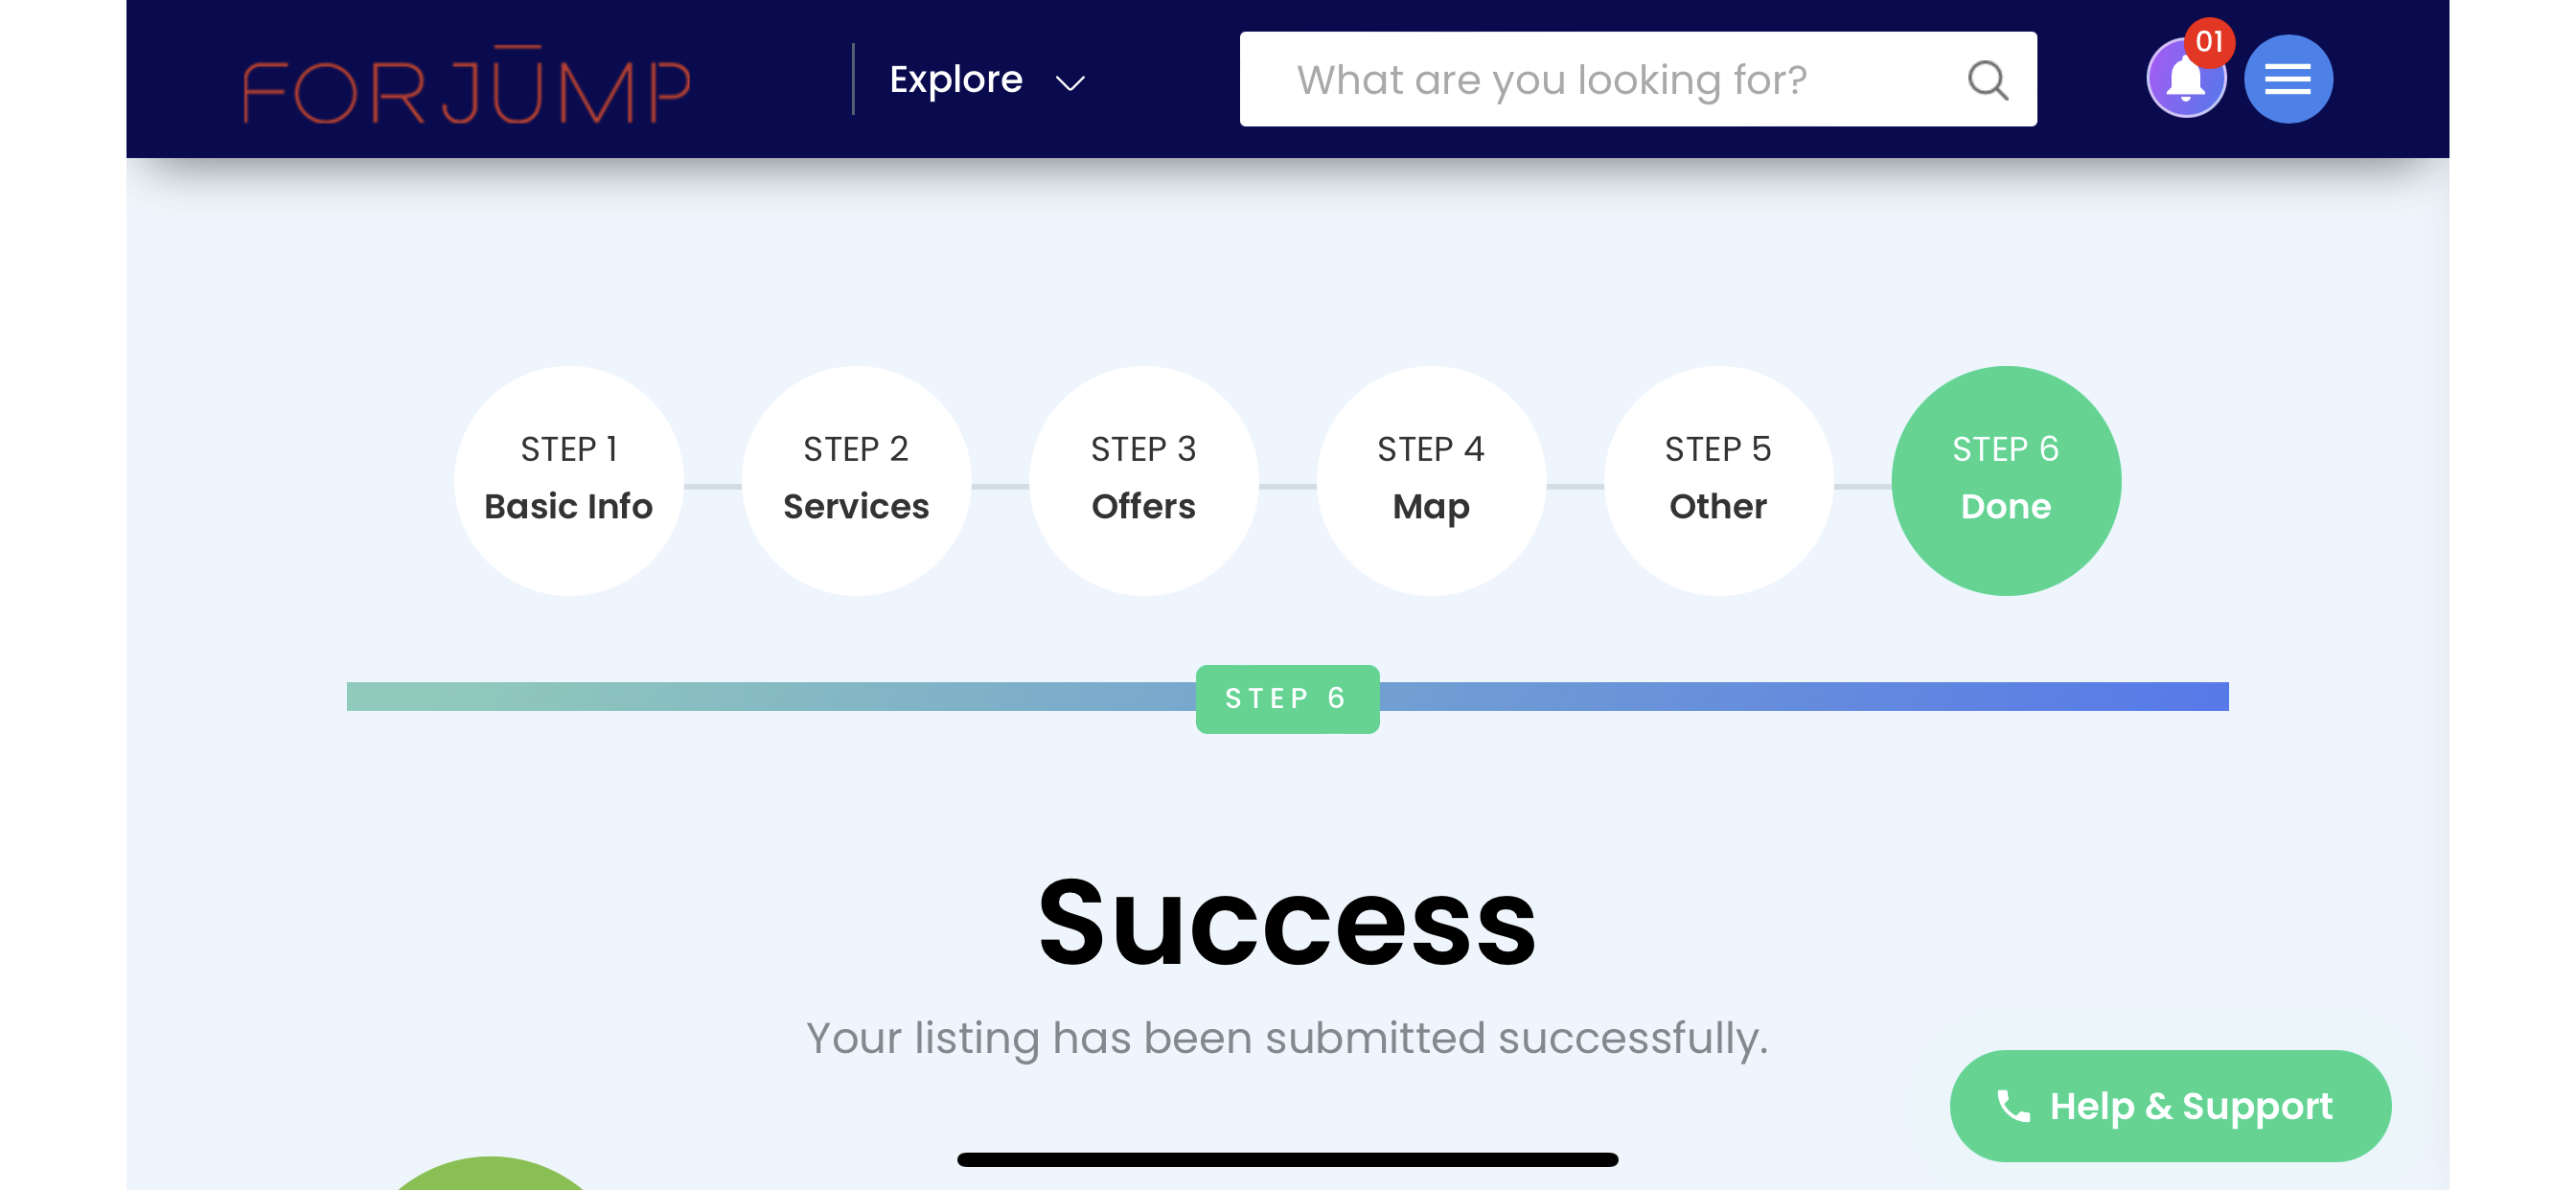 FORJŪMP
Explore
What are you looking for?
01
STEP 1
Basic Info
STEP 2
Services
STEP 3
Offers
STEP 4
Map
STEP 5
Other
STEP 6
Done
STEP 6
Success
Your listing has been submitted successfully.
Help & Support